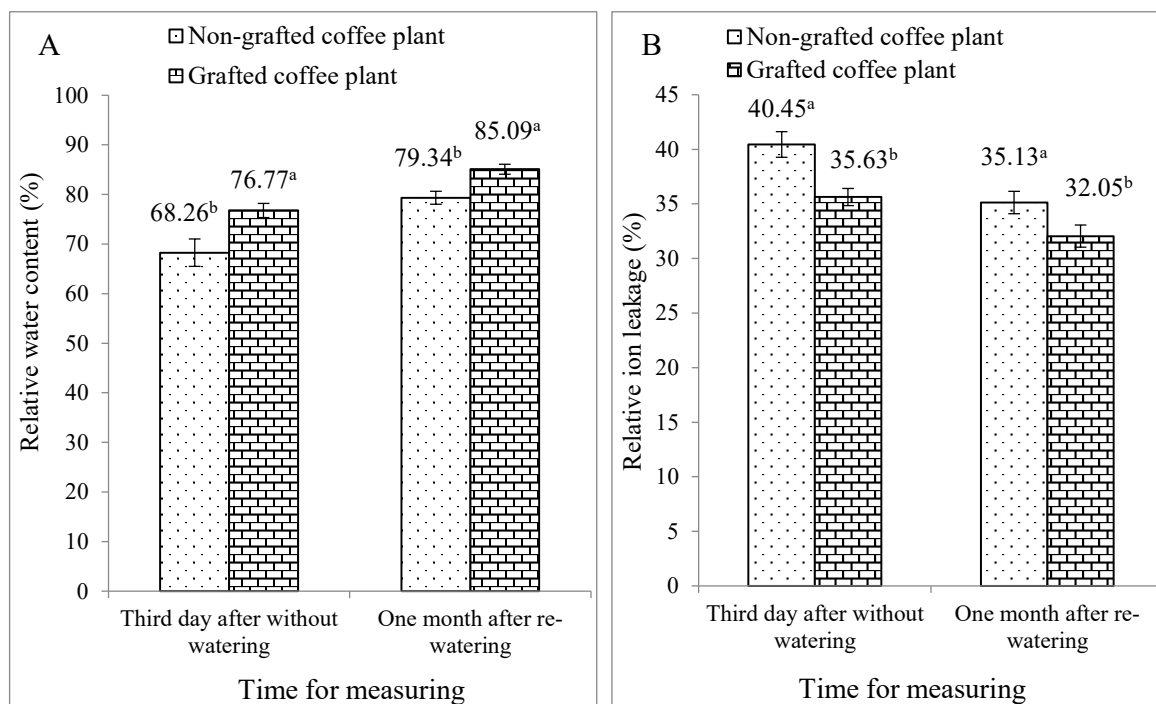 A
Non-grafted coffee plant
Grafted coffee plant
Relative water content (%)
100
90
80
70
60
50
40
30
20
10
0
68.26ᵇ
76.77ᵃ
79.34ᵇ
85.09ᵃ
Third day after without
watering
One month after re-
watering
Time for measuring
B
Non-grafted coffee plant
Grafted coffee plant
Relative ion leakage (%)
45
40
35
30
25
20
15
10
5
0
40.45ᵃ
35.63ᵇ
35.13ᵃ
32.05ᵇ
Third day after without
watering
One month after re-
watering
Time for measuring